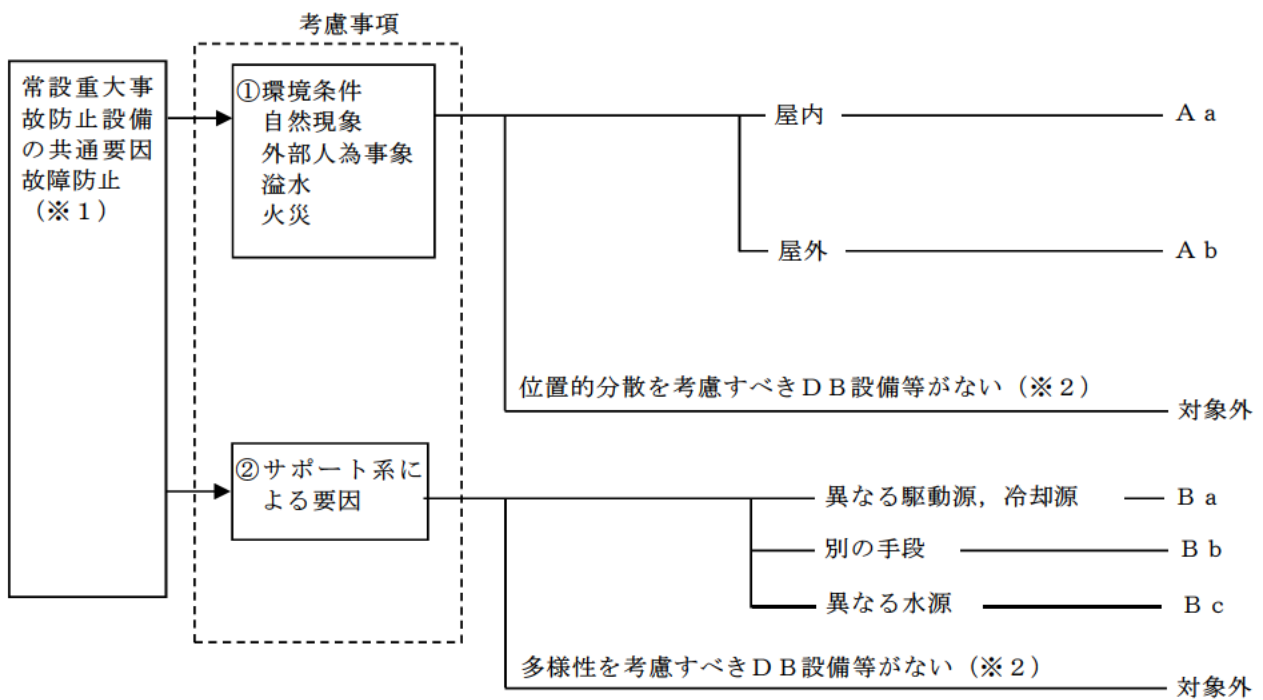 考慮事項
常設重大事
故防止設備
の共通要因
故障防止
（※１）
①環境条件
自然現象
外部人為事象
溢水
火災
屋内
Ａａ
屋外
Ａｂ
位置的分散を考慮すべきＤＢ設備等がない（※２）
対象外
②サポート系に
よる要因
異なる駆動源，冷却源
Ｂａ
別の手段
Ｂｂ
異なる水源
Ｂｃ
多様性を考慮すべきＤＢ設備等がない（※２）
対象外